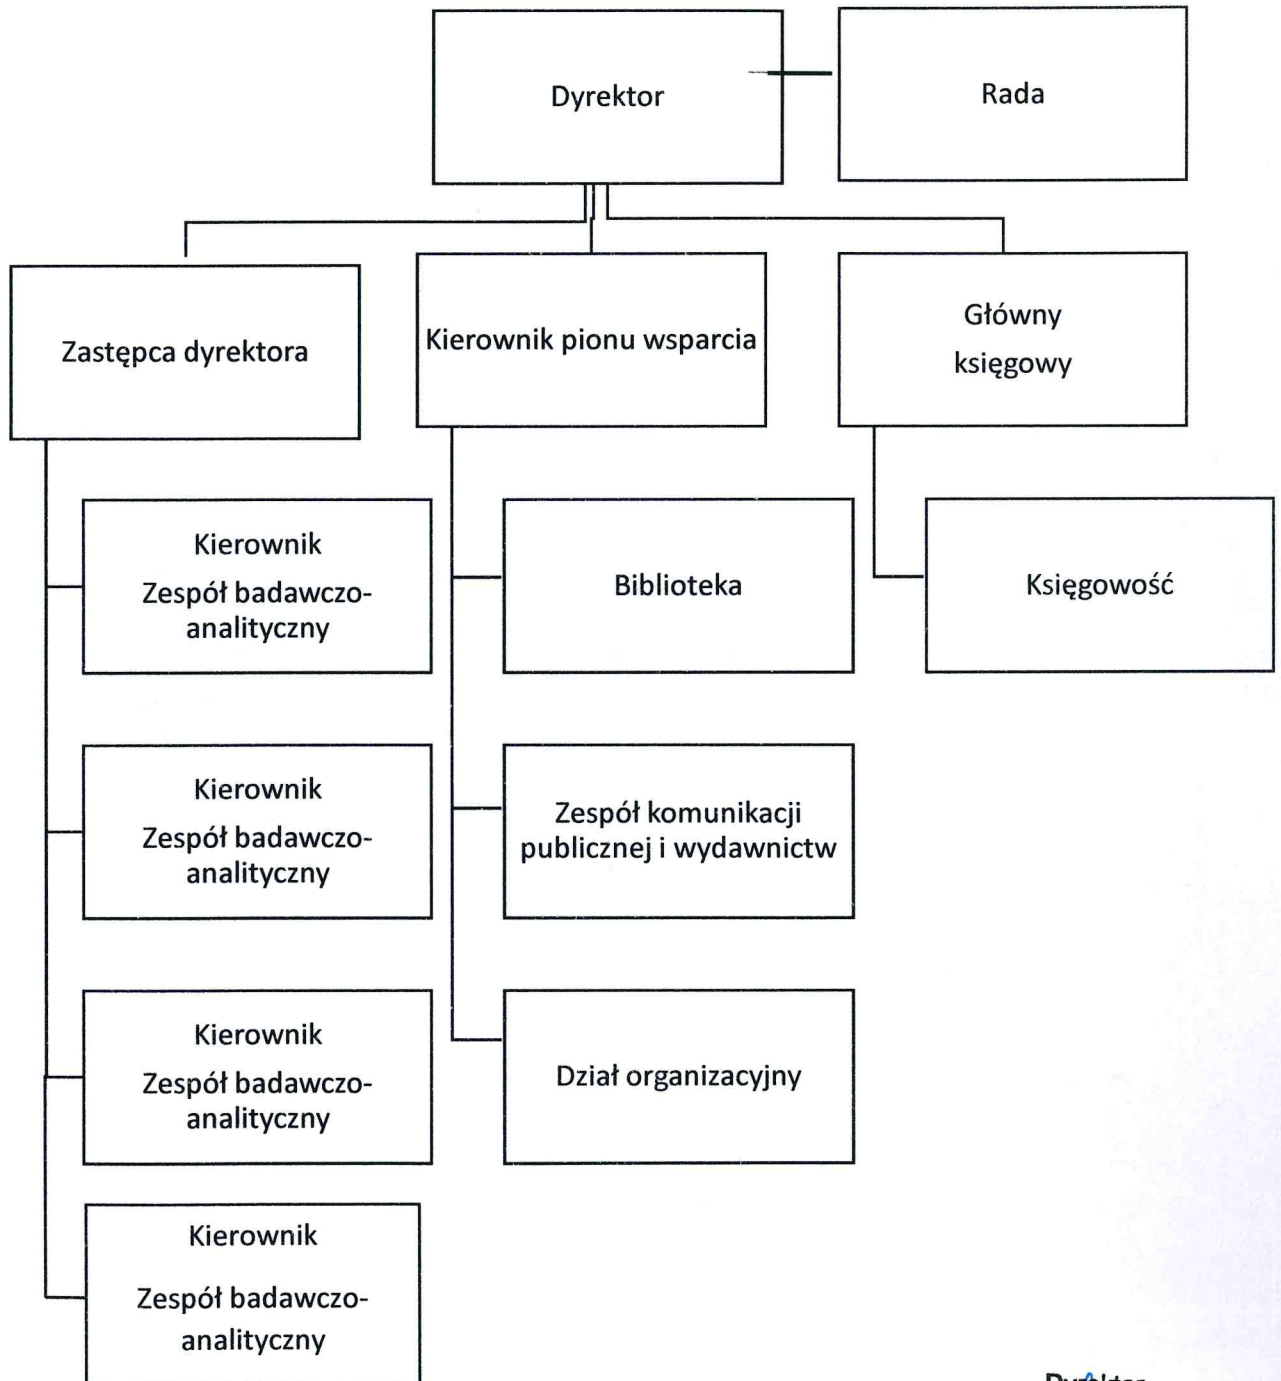 Dyrektor
Rada
Zastępca dyrektora
Kierownik pionu wsparcia
Główny
księgowy
Kierownik
Zespół badawczo-
analityczny
Biblioteka
Księgowość
Kierownik
Zespół badawczo-
analityczny
Zespół komunikacji
publicznej i wydawnictw
Kierownik
Zespół badawczo-
analityczny
Dział organizacyjny
Kierownik
Zespół badawczo-
analityczny
Dyrektor